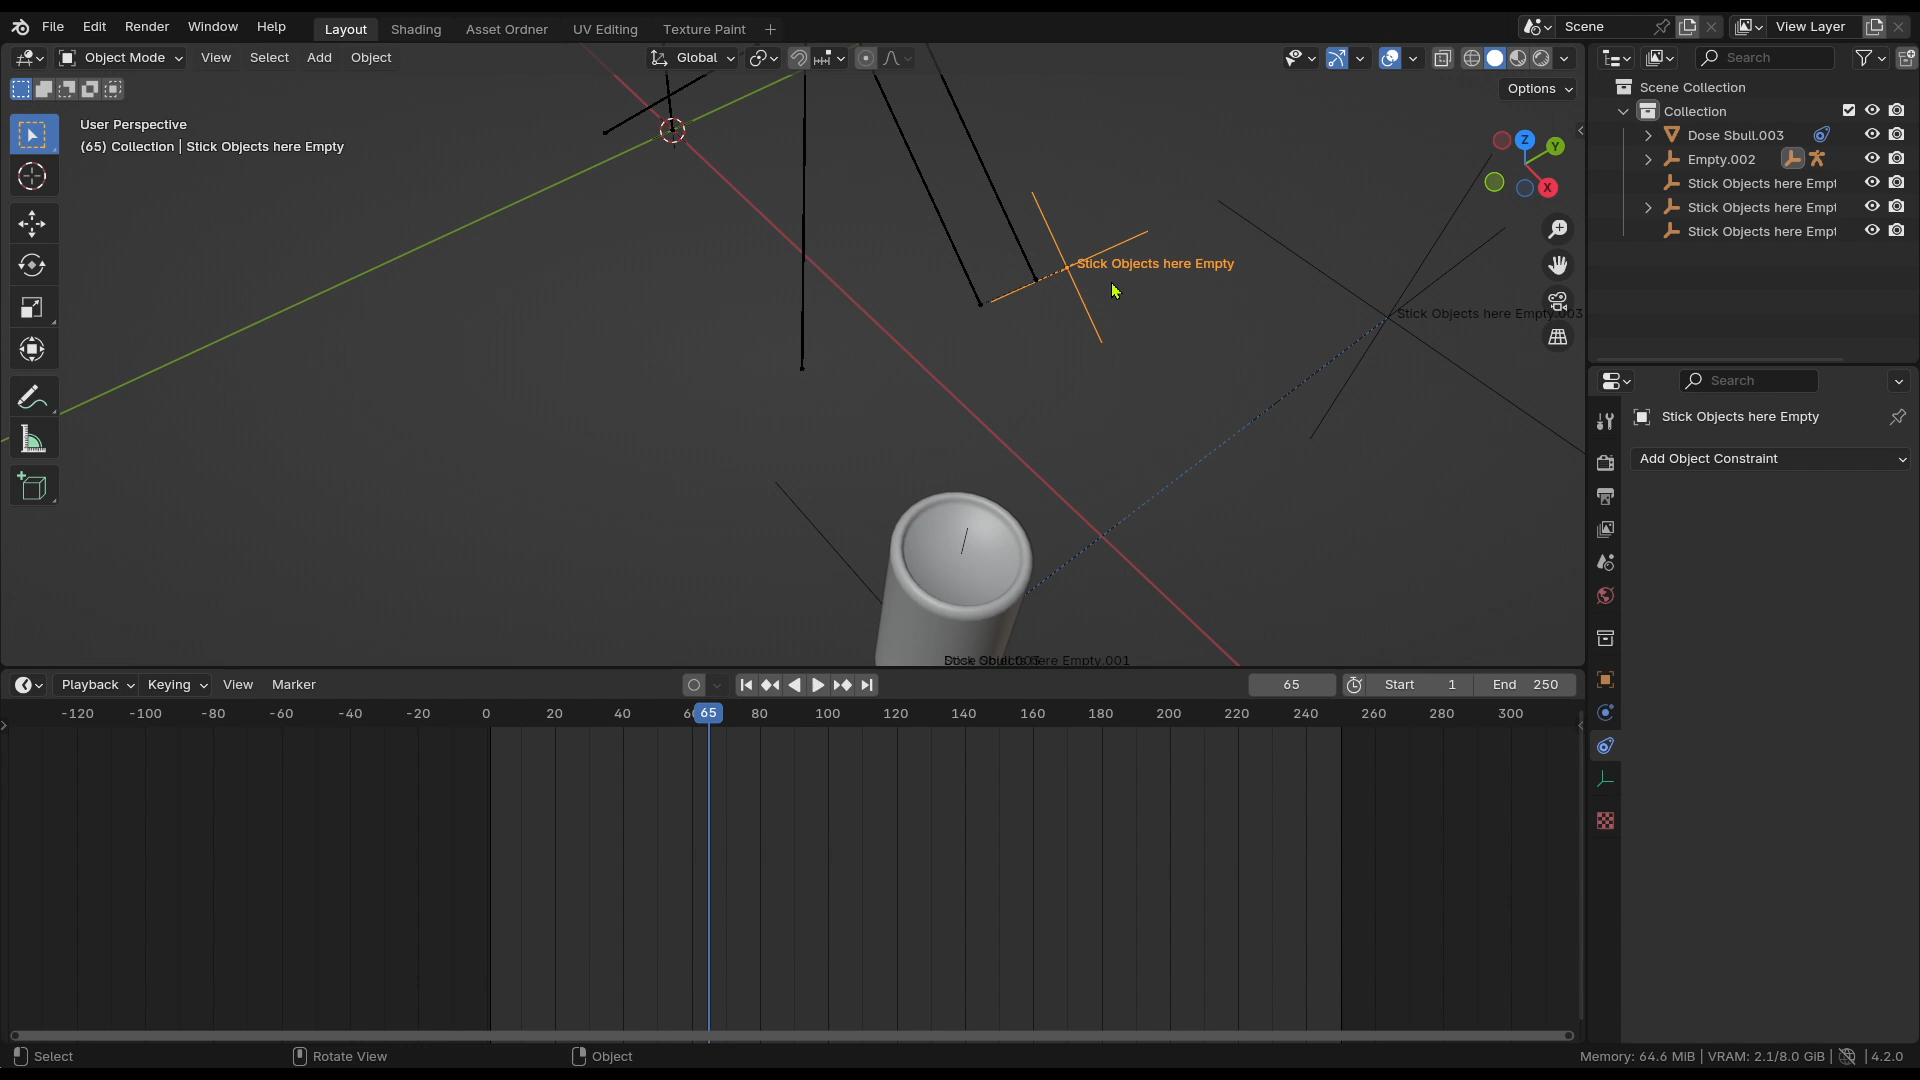 File Edit Render Window Help Layout Shading Asset Ordner UV Editing Texture Paint + Scene View Layer
Object Mode View Select Add Object Global Search
Options
Scene Collection
Collection
Dose Sbull.003
Empty.002
Stick Objects here Empt
Stick Objects here Empt
Stick Objects here Empt
User Perspective
(65) Collection | Stick Objects here Empty
Z
Y
X
Stick Objects here Empty
Stick Objects here Empty.003
Search
Stick Objects here Empty
Add Object Constraint
Empty.001
Playback Keying View Marker 65 Start 1 End 250
-120 -100 -80 -60 -40 -20 0 20 40 65 80 100 120 140 160 180 200 220 240 260 280 300
Select Rotate View Object Memory: 64.6 MiB | VRAM: 2.1/8.0 GiB | 4.2.0